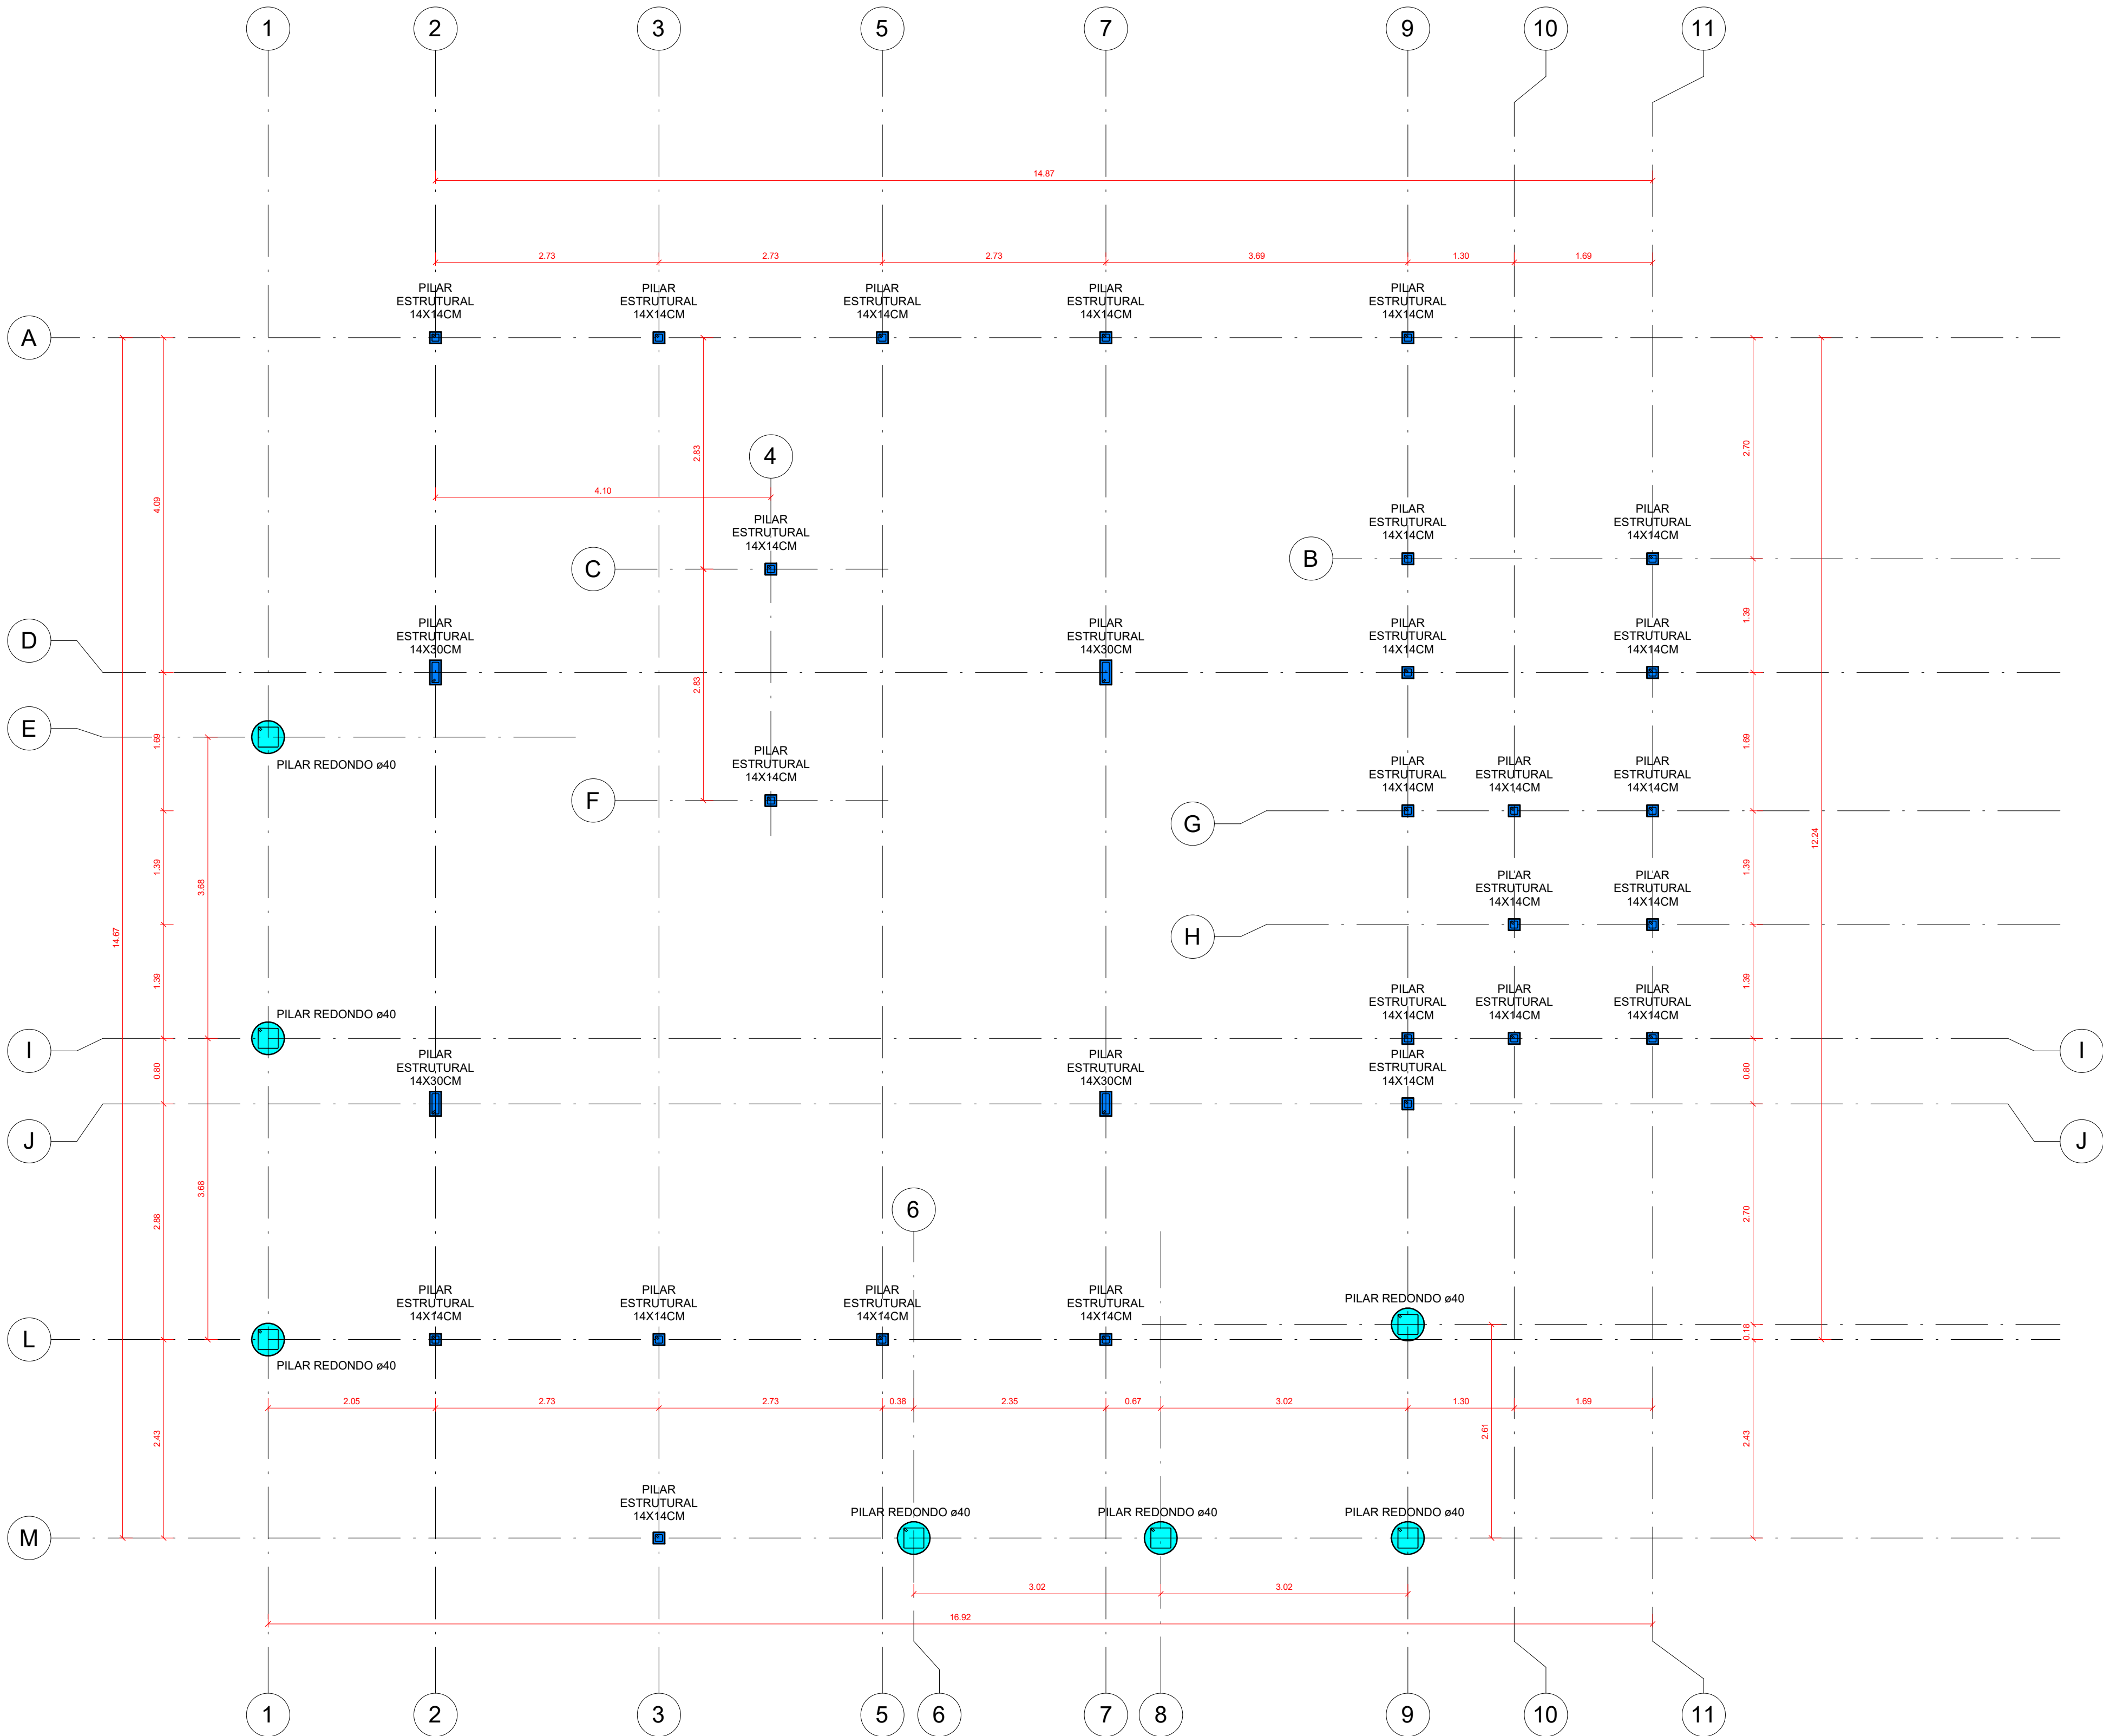 1
2
3
5
7
9
10
11
14.87
2.73
2.73
2.73
3.69
1.30
1.69
PILAR
ESTRUTURAL
14X14CM
PILAR
ESTRUTURAL
14X14CM
PILAR
ESTRUTURAL
14X14CM
PILAR
ESTRUTURAL
14X14CM
PILAR
ESTRUTURAL
14X14CM
A
4
2.83
2.70
4.09
4.10
PILAR
ESTRUTURAL
14X14CM
PILAR
ESTRUTURAL
14X14CM
PILAR
ESTRUTURAL
14X14CM
C
B
1.39
D
PILAR
ESTRUTURAL
14X30CM
PILAR
ESTRUTURAL
14X30CM
PILAR
ESTRUTURAL
14X14CM
PILAR
ESTRUTURAL
14X14CM
2.83
E
1.69
1.69
PILAR REDONDO ø40
PILAR
ESTRUTURAL
14X14CM
PILAR
ESTRUTURAL
14X14CM
PILAR
ESTRUTURAL
14X14CM
PILAR
ESTRUTURAL
14X14CM
F
G
12.24
1.39
3.68
1.39
PILAR
ESTRUTURAL
14X14CM
PILAR
ESTRUTURAL
14X14CM
H
14.67
1.39
1.39
PILAR REDONDO ø40
PILAR
ESTRUTURAL
14X14CM
PILAR
ESTRUTURAL
14X14CM
PILAR
ESTRUTURAL
14X14CM
I
I
0.80
0.80
PILAR
ESTRUTURAL
14X30CM
PILAR
ESTRUTURAL
14X30CM
PILAR
ESTRUTURAL
14X14CM
J
J
3.68
2.88
2.70
6
PILAR
ESTRUTURAL
14X14CM
PILAR
ESTRUTURAL
14X14CM
PILAR
ESTRUTURAL
14X14CM
PILAR
ESTRUTURAL
14X14CM
PILAR REDONDO ø40
0.18
L
PILAR REDONDO ø40
2.05
2.73
2.73
0.38
2.35
0.67
3.02
1.30
1.69
2.43
2.61
2.43
PILAR
ESTRUTURAL
14X14CM
PILAR REDONDO ø40
PILAR REDONDO ø40
PILAR REDONDO ø40
M
3.02
3.02
16.92
1
2
3
5
6
7
8
9
10
11